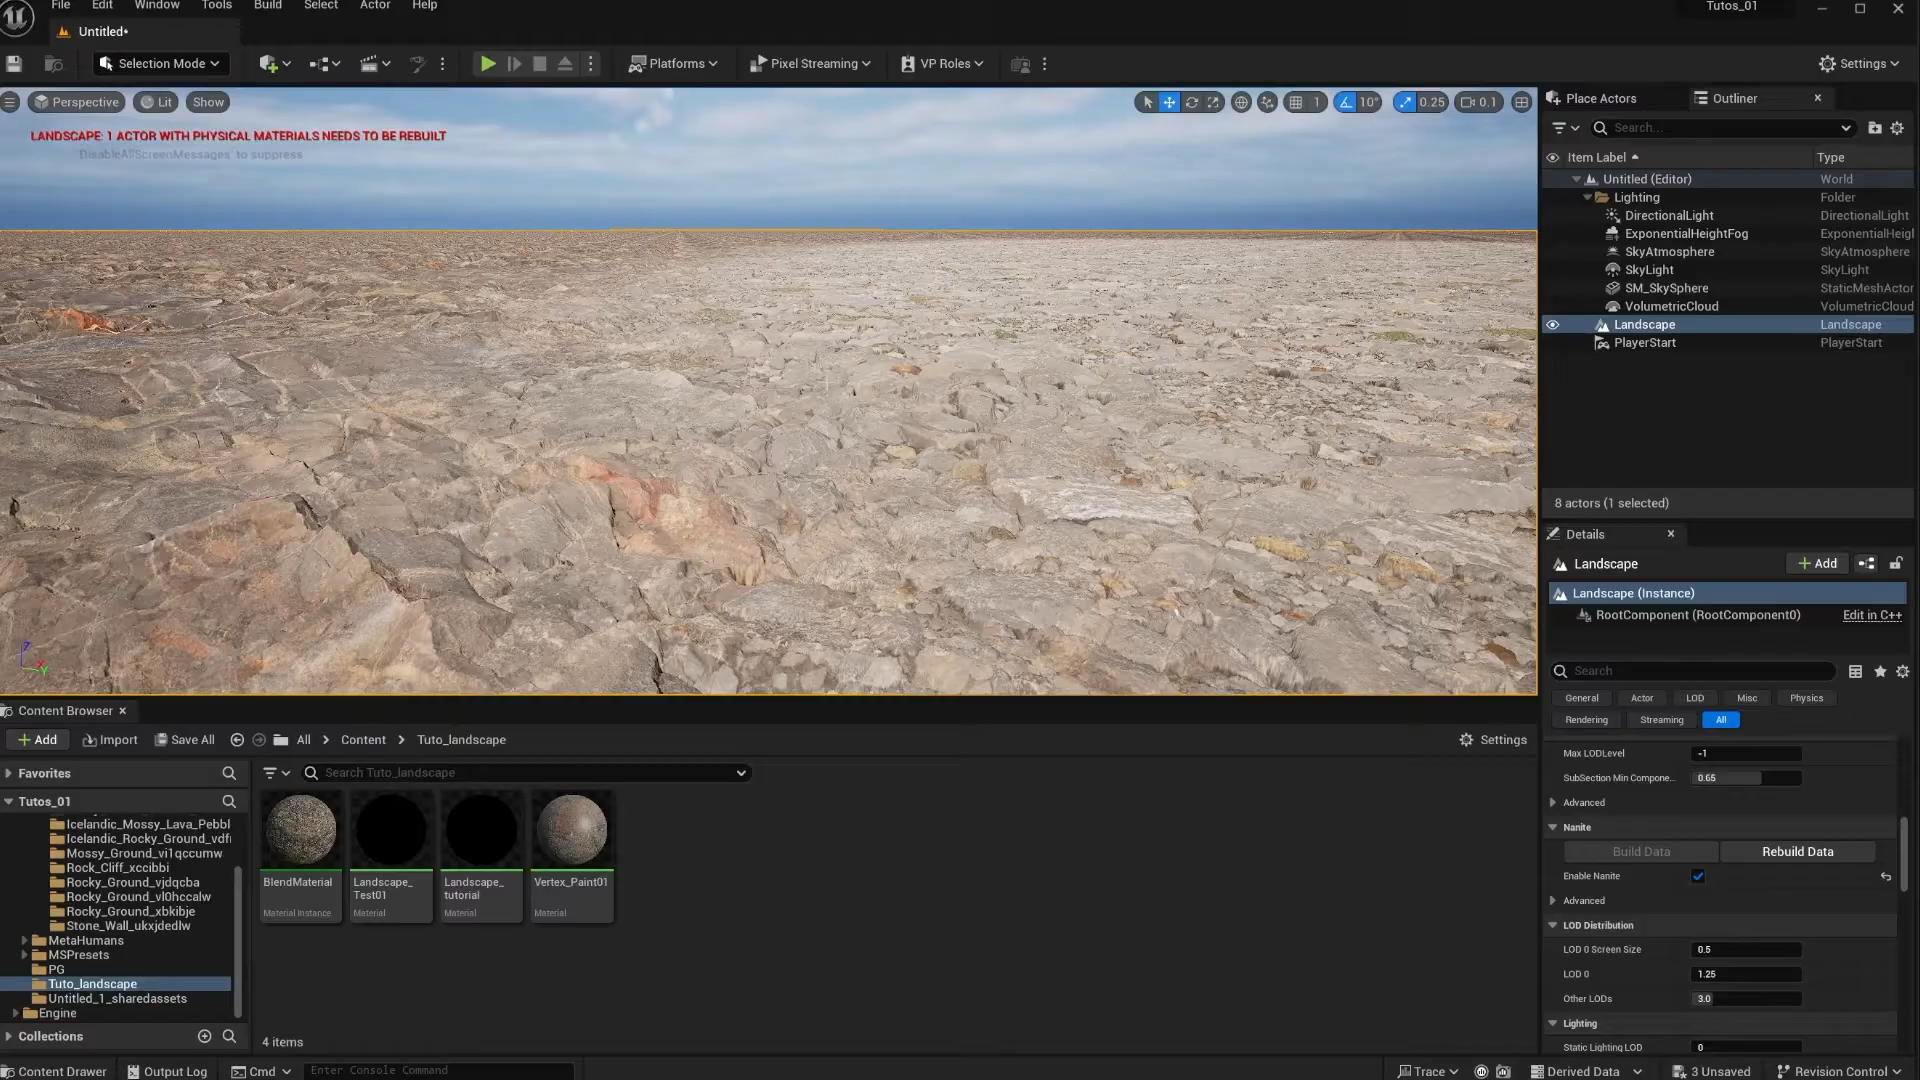 File Edit Window Tools Build Select Actor Help
Tutos_01
Untitled*
Selection Mode
Platforms
Pixel Streaming
VP Roles
Settings
Perspective
Lit
Show
1
10°
0.25
0.1
LANDSCAPE: 1 ACTOR WITH PHYSICAL MATERIALS NEEDS TO BE REBUILT
'DisableAllScreenMessages' to suppress
Place Actors
Outliner
Search...
Item Label
Type
Untitled (Editor) World
Lighting Folder
DirectionalLight DirectionalLight
ExponentialHeightFog ExponentialHeigl
SkyAtmosphere SkyAtmosphere
SkyLight SkyLight
SM_SkySphere StaticMeshActor
VolumetricCloud VolumetricCloud
Landscape Landscape
PlayerStart PlayerStart
8 actors (1 selected)
Details
Landscape
Add
Landscape (Instance)
RootComponent (RootComponent0)
Edit in C++
Search
General Actor LOD Misc Physics
Rendering Streaming All
Max LODLevel -1
SubSection Min Compone... 0.65
Advanced
Nanite
Build Data Rebuild Data
Enable Nanite
Advanced
LOD Distribution
LOD 0 Screen Size 0.5
LOD 0 1.25
Other LODs 3.0
Lighting
Static Lighting LOD 0
Content Browser
Add
Import
Save All
All
Content
Tuto_landscape
Settings
Favorites
Search Tuto_landscape
Tutos_01
Icelandic_Mossy_Lava_Pebbl
Icelandic_Rocky_Ground_vdfr
Mossy_Ground_vi1qccumw
Rock_Cliff_xccibbi
Rocky_Ground_vjdqcba
Rocky_Ground_vl0hccalw
Rocky_Ground_xbkibje
Stone_Wall_ukxjdedlw
MetaHumans
MSPresets
PG
Tuto_landscape
Untitled_1_sharedassets
Engine
Collections
BlendMaterial
Material Instance
Landscape_
Test01
Material
Landscape_
tutorial
Material
Vertex_Paint01
Material
4 items
Content Drawer
Output Log
Cmd
Enter Console Command
Trace
Derived Data
3 Unsaved
Revision Control